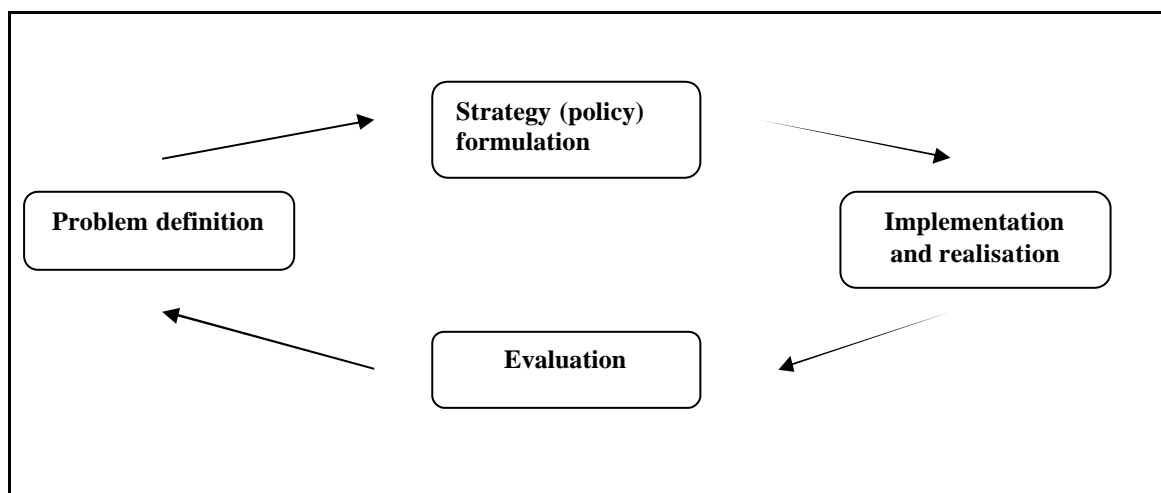 Strategy (policy)
formulation
Problem definition
Implementation
and realisation
Evaluation